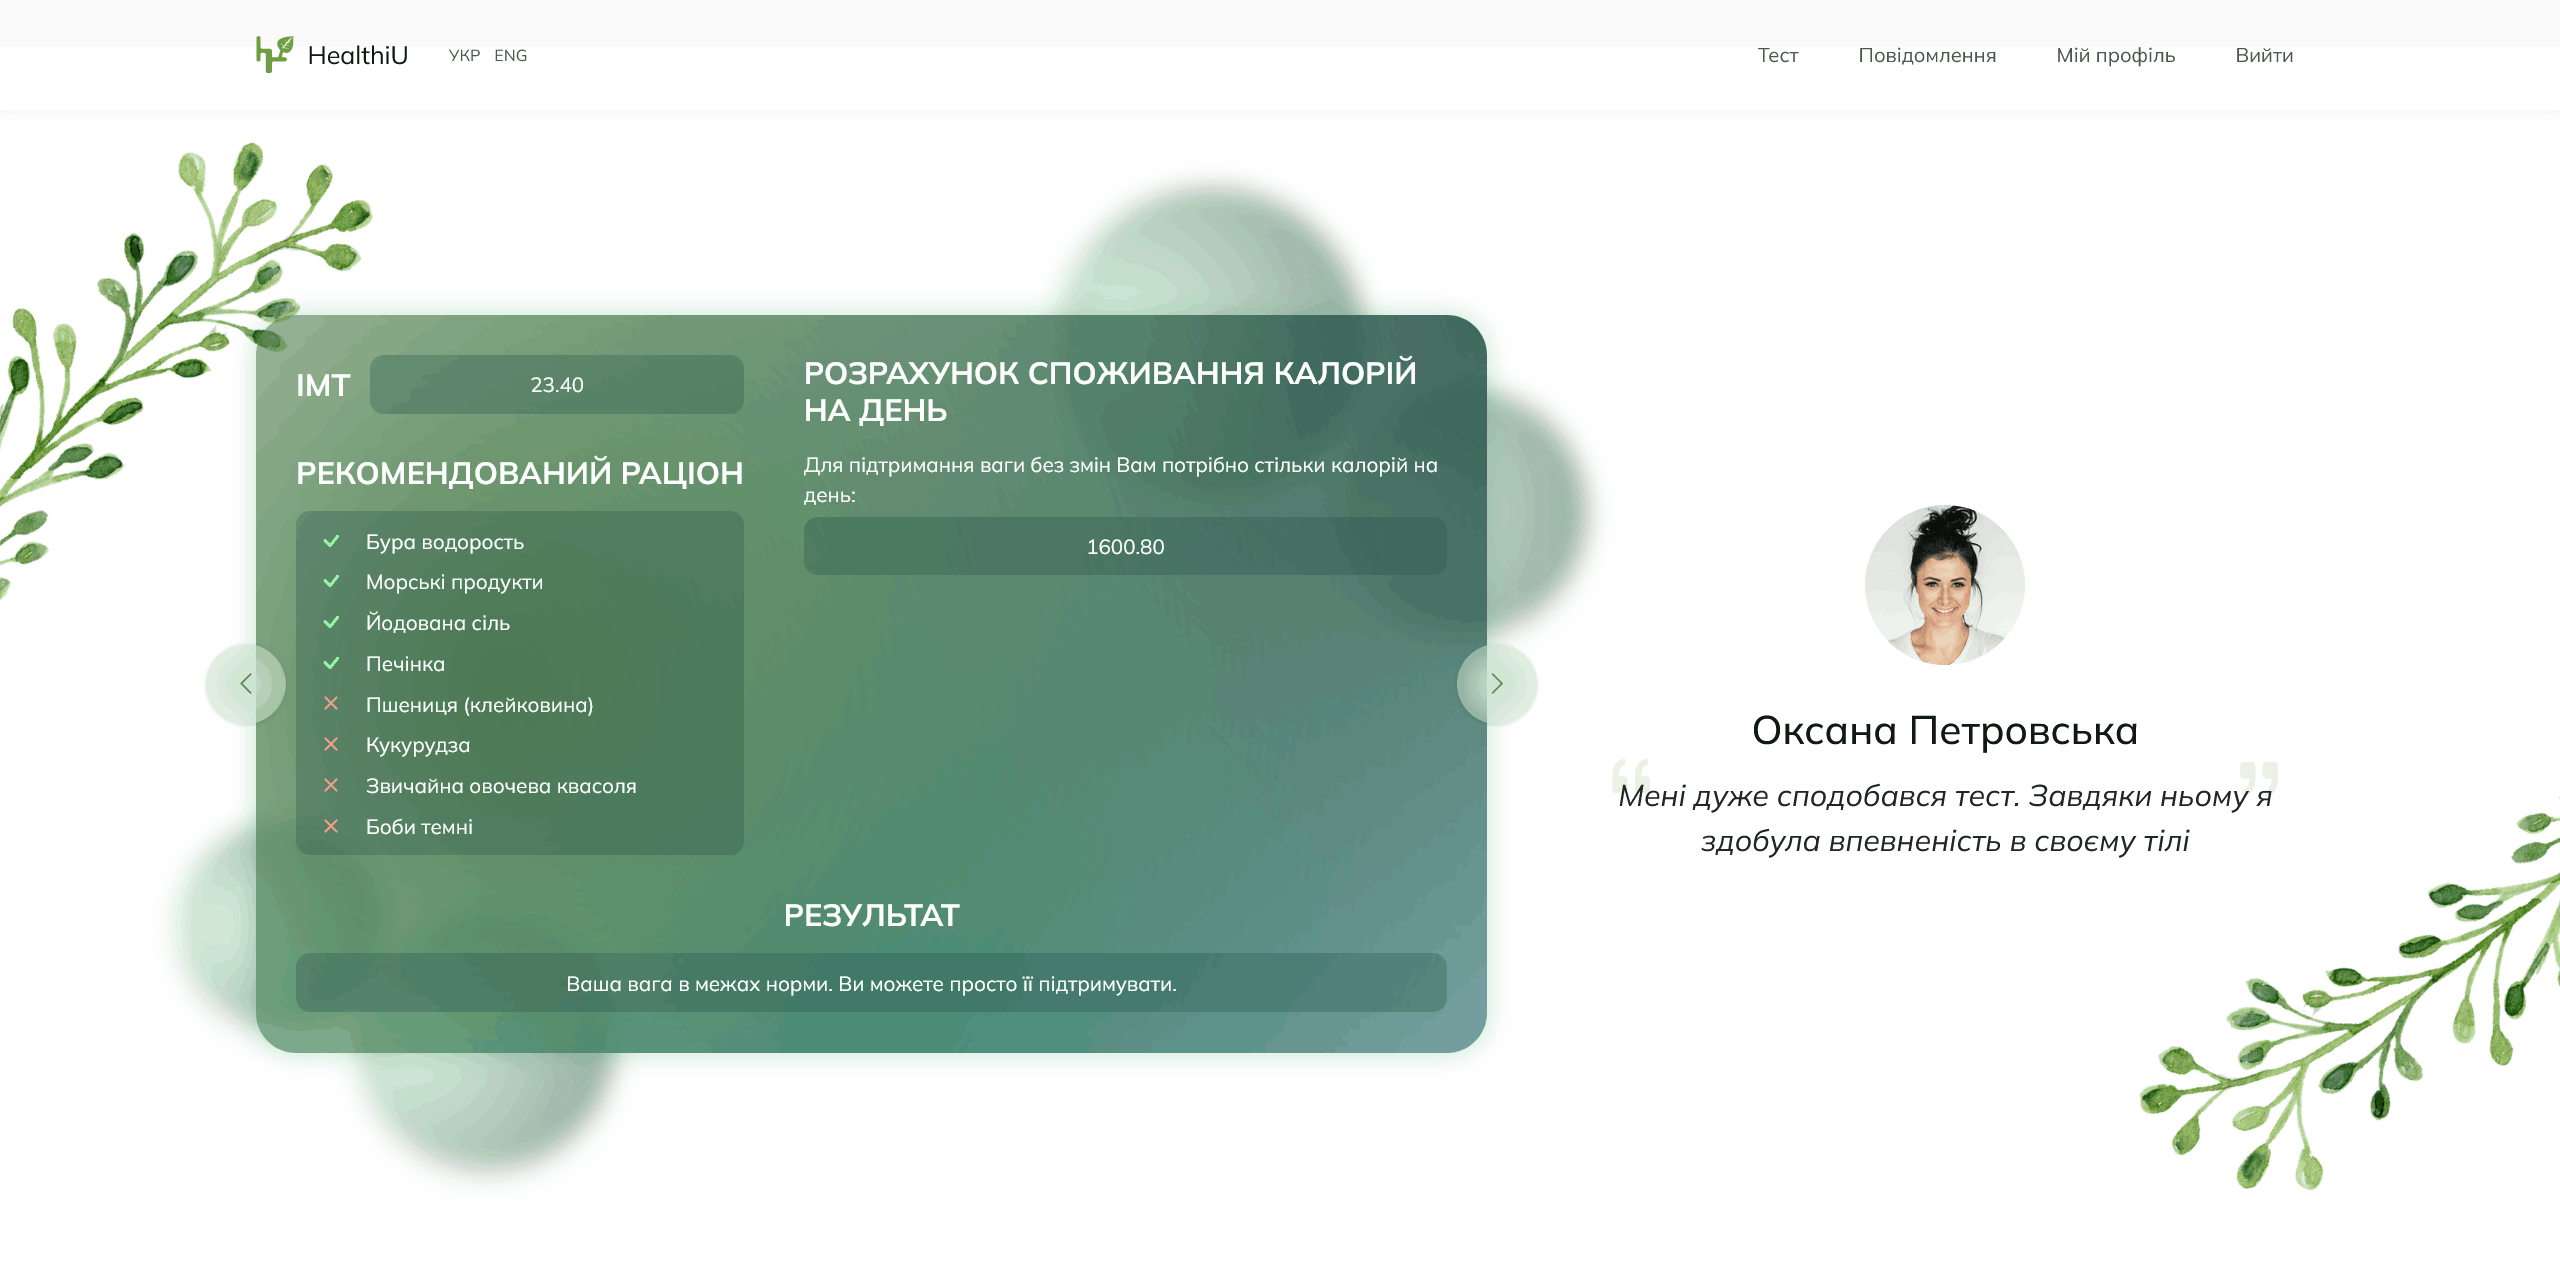 HealthiU
УКР ENG
Тест Повідомлення Мій профіль Вийти
ІМТ
23.40
РЕКОМЕНДОВАНИЙ РАЦІОН
Бура водорость
Морські продукти
Йодована сіль
Печінка
Пшениця (клейковина)
Кукурудза
Звичайна овочева квасоля
Боби темні
РОЗРАХУНОК СПОЖИВАННЯ КАЛОРІЙ
НА ДЕНЬ
Для підтримання ваги без змін Вам потрібно стільки калорій на
день:
1600.80
РЕЗУЛЬТАТ
Ваша вага в межах норми. Ви можете просто її підтримувати.
Оксана Петровська
“Мені дуже сподобався тест. Завдяки ньому я
здобула впевненість в своєму тілі”